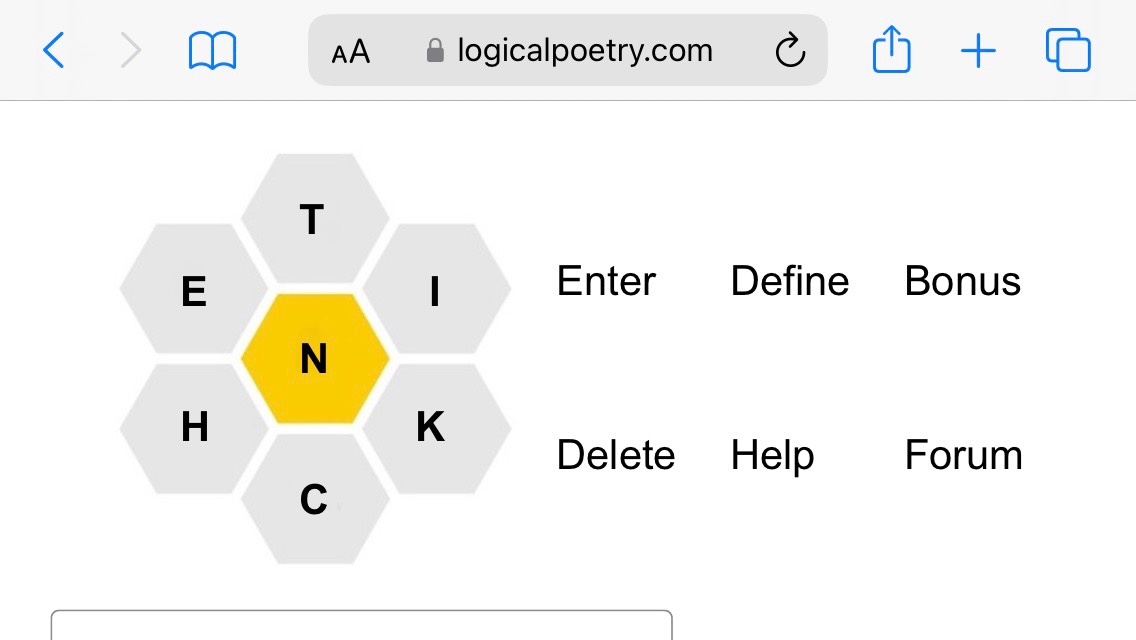 AA logicalpoetry.com
T
E
I
Enter Define Bonus
N
H
K
Delete Help Forum
C